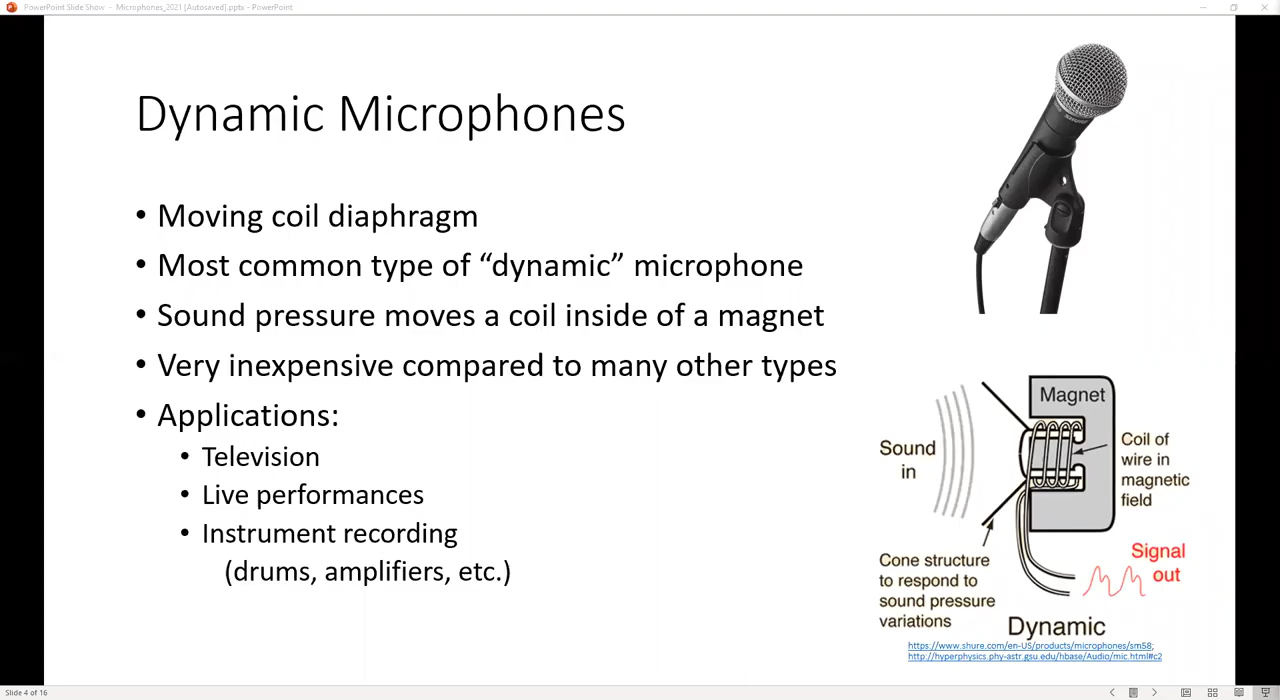 PowerPoint Slide Show - Microphones_2021 [Autosaved].pptx - PowerPoint
Dynamic Microphones
• Moving coil diaphragm
• Most common type of “dynamic” microphone
• Sound pressure moves a coil inside of a magnet
• Very inexpensive compared to many other types
• Applications:
• Television
• Live performances
• Instrument recording
(drums, amplifiers, etc.)
Magnet
Sound
in
Coil of
wire in
magnetic
field
Cone structure
to respond to
sound pressure
variations
Signal
out
Dynamic
https://www.shure.com/en-US/products/microphones/sm58;
http://hyperphysics.phy-astr.gsu.edu/hbase/Audio/mic.html#c2
Slide 4 of 16